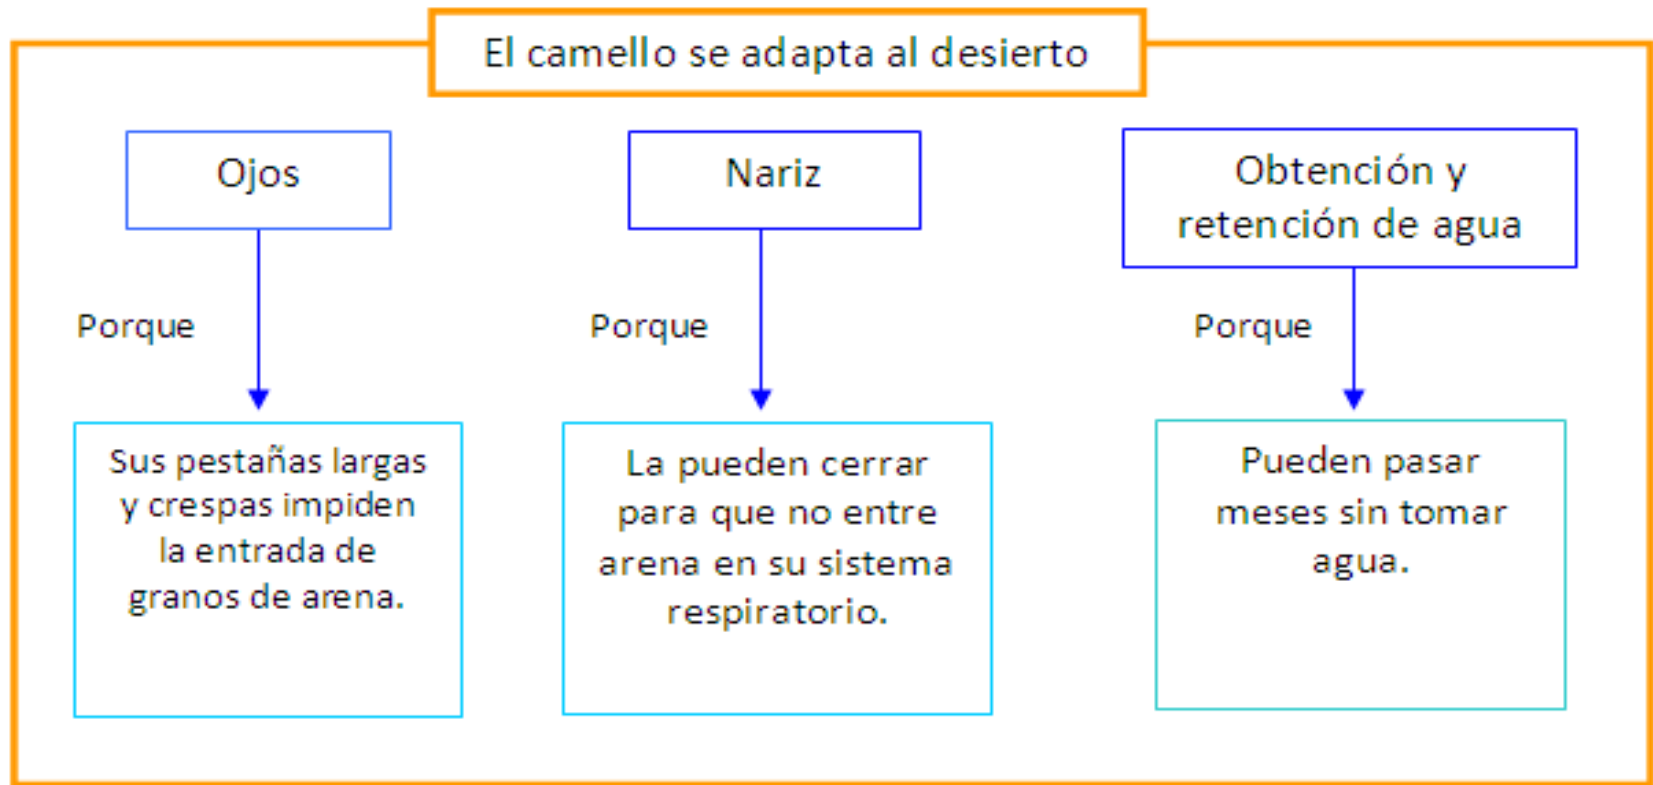 El camello se adapta al desierto
Ojos
Nariz
Obtención y
retención de agua
Porque
Porque
Porque
Sus pestañas largas
y crespas impiden
la entrada de
granos de arena.
La pueden cerrar
para que no entre
arena en su sistema
respiratorio.
Pueden pasar
meses sin tomar
agua.